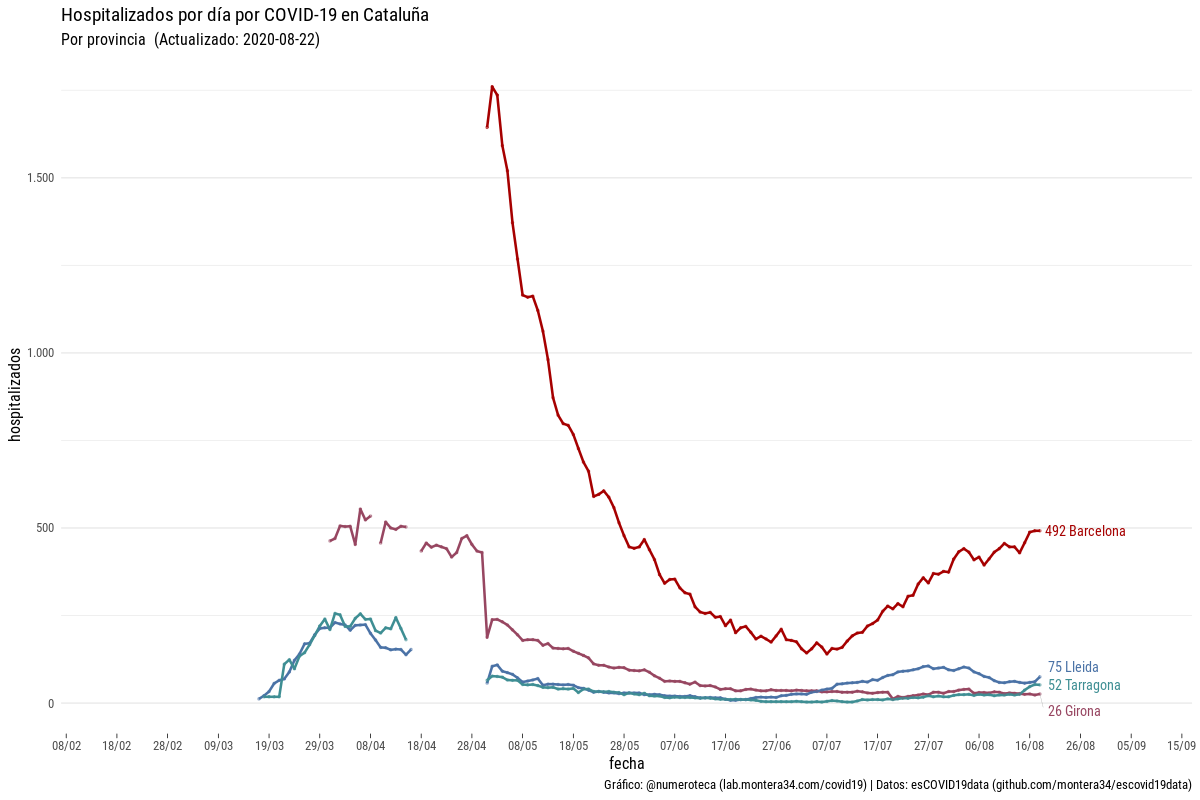 Hospitalizados por día por COVID-19 en Cataluña
Por provincia  (Actualizado: 2020-08-22)
hospitalizados
1.500
1.000
500
0
492 Barcelona
75 Lleida
52 Tarragona
26 Girona
08/02 18/02 28/02 09/03 19/03 29/03 08/04 18/04 28/04 08/05 18/05 28/05 07/06 17/06 27/06 07/07 17/07 27/07 06/08 16/08 26/08 05/09 15/09
fecha
Gráfico: @numeroteca (lab.montera34.com/covid19) | Datos: esCOVID19data (github.com/montera34/escovid19data)